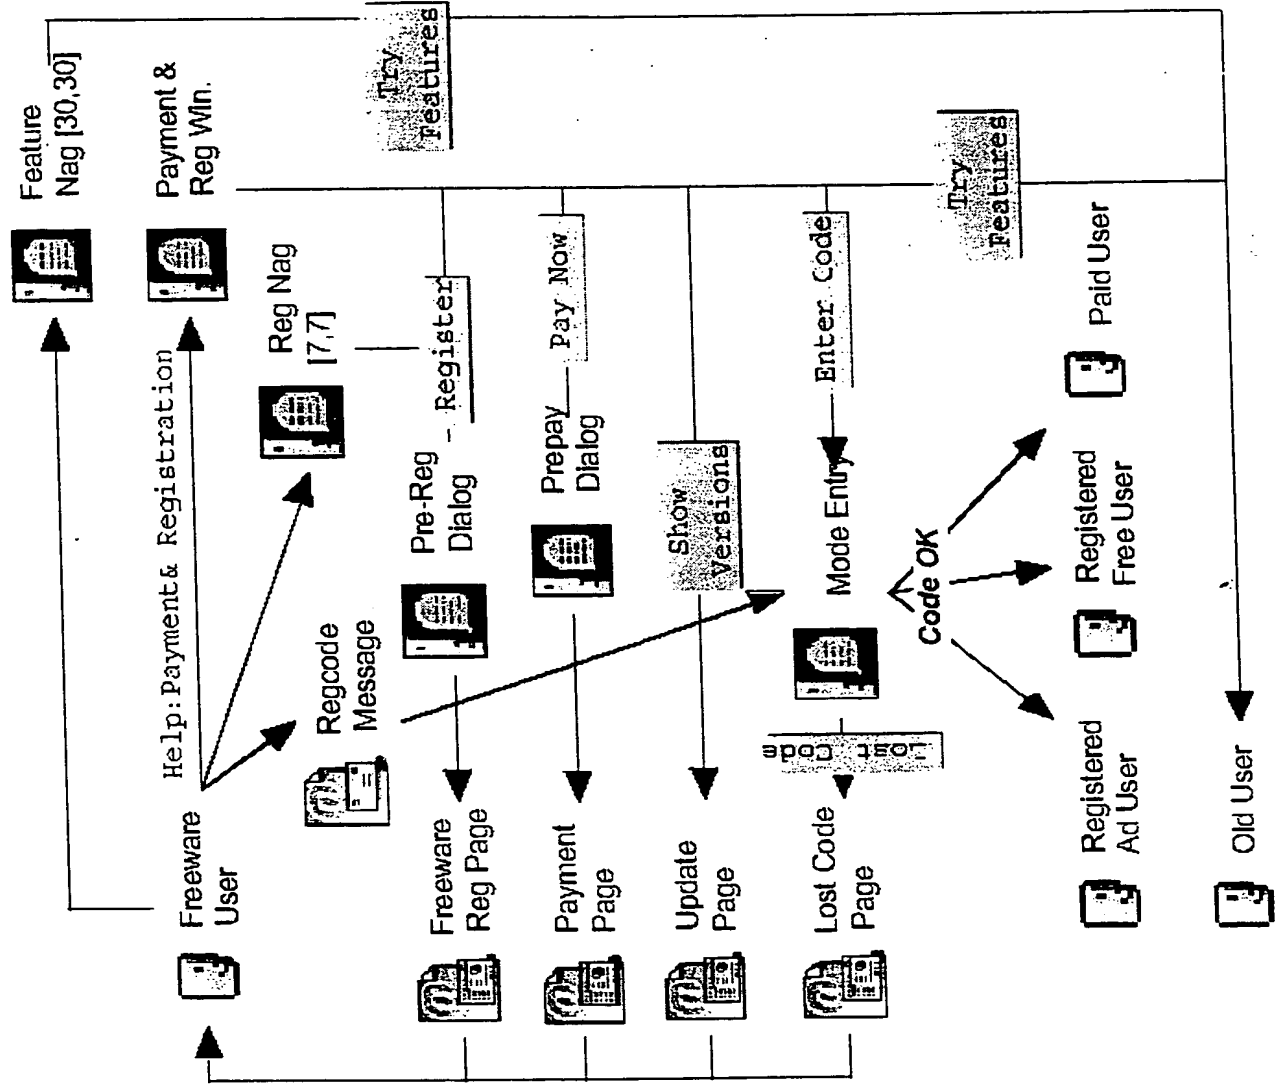 Feature
Nag [30,30]
Payment &
Reg Win.
Try
Features
Help:Payment& Registration
Reg Nag
[7,7]
Freeware
User
Regcode
Message
Pre-Reg
Dialog
Register
Freeware
Reg Page
Prepay
Dialog
Pay Now
Payment
Page
Show
Versions
Update
Page
Enter Code
Mode Entry
Lost Code
Lost Code
Page
Try
Features
Code OK
Paid User
Registered
Free User
Registered
Ad User
Old User